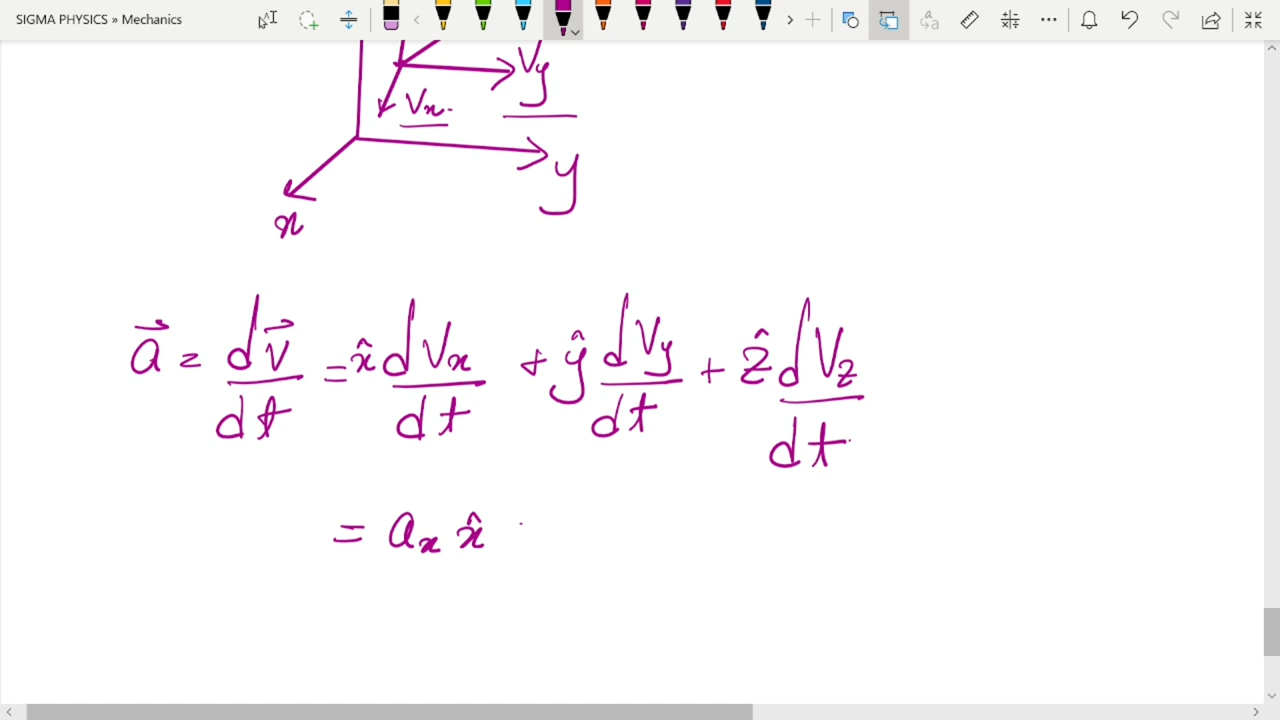 SIGMA PHYSICS » Mechanics
Vy
Vx
y
x
a⃗ = dv⃗/dt = x̂ dVx/dt + ŷ dVy/dt + ẑ dVz/dt
= ax x̂